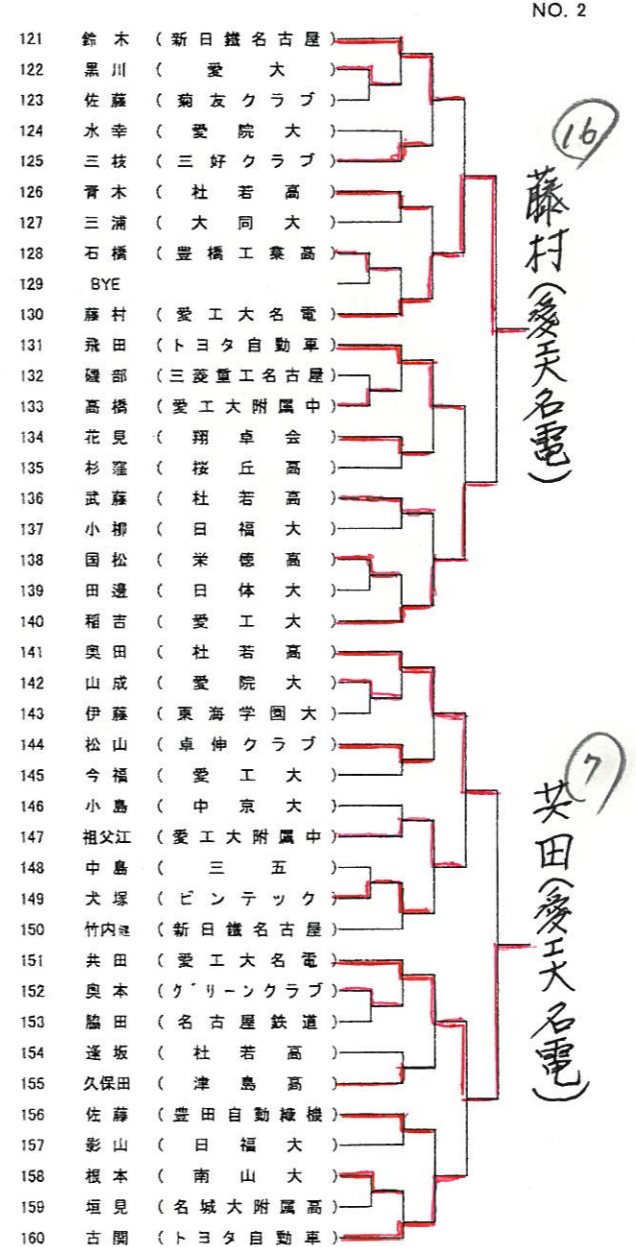 NO. 2
121 鈴木 (新日鐵名古屋)
122 黒川 (愛大)
123 佐藤 (菊友クラブ)
124 水幸 (愛院大)
125 三枝 (三好クラブ)
126 青木 (杜若高)
127 三浦 (大同大)
128 石橋 (豊橋工業高)
129 BYE
130 藤村 (愛工大名電)
131 飛田 (トヨタ自動車)
132 磯部 (三菱重工名古屋)
133 高橋 (愛工大附属中)
134 花見 (翔卓会)
135 杉窪 (桜丘高)
136 武藤 (杜若高)
137 小柳 (日福大)
138 国松 (栄徳高)
139 田邊 (日体大)
140 稲吉 (愛工大)
141 奥田 (杜若高)
142 山成 (愛院大)
143 伊藤 (東海学園大)
144 松山 (卓伸クラブ)
145 今福 (愛工大)
146 小島 (中京大)
147 祖父江 (愛工大附属中)
148 中島 (三五)
149 犬塚 (ビンテック)
150 竹内健 (新日鐵名古屋)
151 共田 (愛工大名電)
152 奥本 (グリーンクラブ)
153 脇田 (名古屋鉄道)
154 逢坂 (杜若高)
155 久保田 (津島高)
156 佐藤 (豊田自動織機)
157 影山 (日福大)
158 根本 (南山大)
159 垣見 (名城大附属高)
160 古関 (トヨタ自動車)
16
藤村(愛工大名電)
7
共田(愛工大名電)